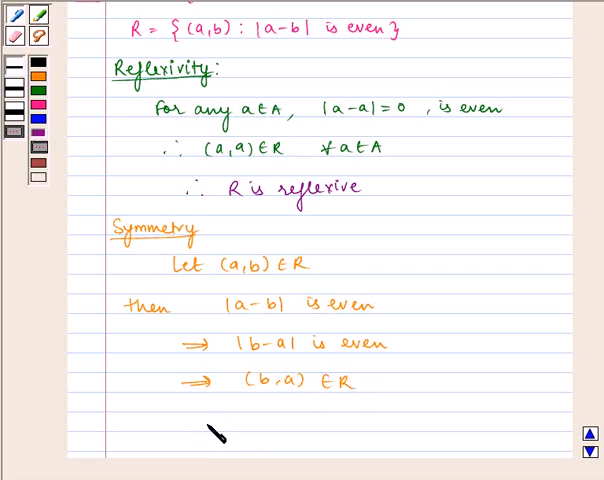 R = {(a,b) : |a-b| is even}
Reflexivity:
For any a∈A, |a-a|=0 , is even
∴ (a,a)∈R ∀ a∈A
∴ R is reflexive
Symmetry
Let (a,b)∈R
then |a-b| is even
⇒ |b-a| is even
⇒ (b,a) ∈R